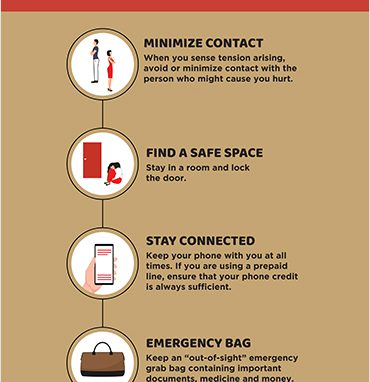 MINIMIZE CONTACT
When you sense tension arising,
avoid or minimize contact with the
person who might cause you hurt.
FIND A SAFE SPACE
Stay in a room and lock
the door.
STAY CONNECTED
Keep your phone with you at all
times. If you are using a prepaid
line, ensure that your phone credit
is always sufficient.
EMERGENCY BAG
Keep an “out-of-sight” emergency
grab bag containing important
documents, medicine and money.